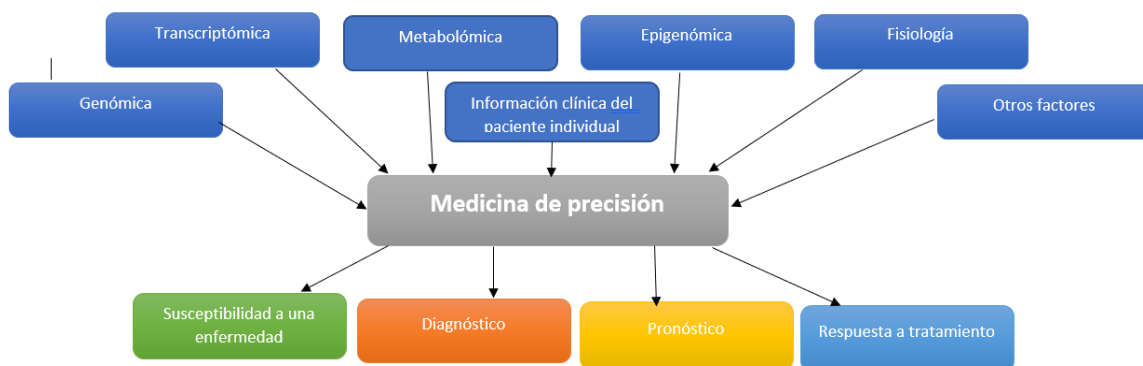 Transcriptómica
Metabolómica
Epigenómica
Fisiología
Genómica
Información clínica del
paciente individual
Otros factores
Medicina de precisión
Susceptibilidad a una
enfermedad
Diagnóstico
Pronóstico
Respuesta a tratamiento